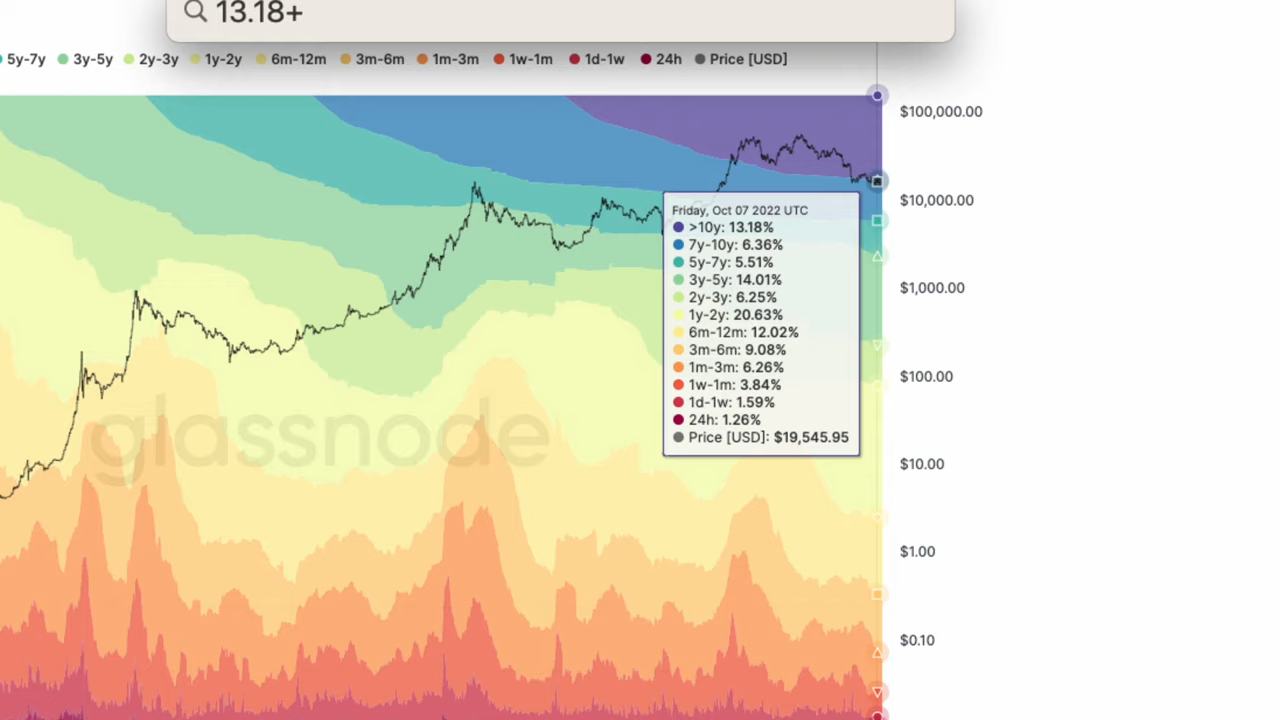 13.18+
5y-7y 3y-5y 2y-3y 1y-2y 6m-12m 3m-6m 1m-3m 1w-1m 1d-1w 24h Price [USD]
$100,000.00
$10,000.00
$1,000.00
$100.00
$10.00
$1.00
$0.10
Friday, Oct 07 2022 UTC
>10y: 13.18%
7y-10y: 6.36%
5y-7y: 5.51%
3y-5y: 14.01%
2y-3y: 6.25%
1y-2y: 20.63%
6m-12m: 12.02%
3m-6m: 9.08%
1m-3m: 6.26%
1w-1m: 3.84%
1d-1w: 1.59%
24h: 1.26%
Price [USD]: $19,545.95
glassnode